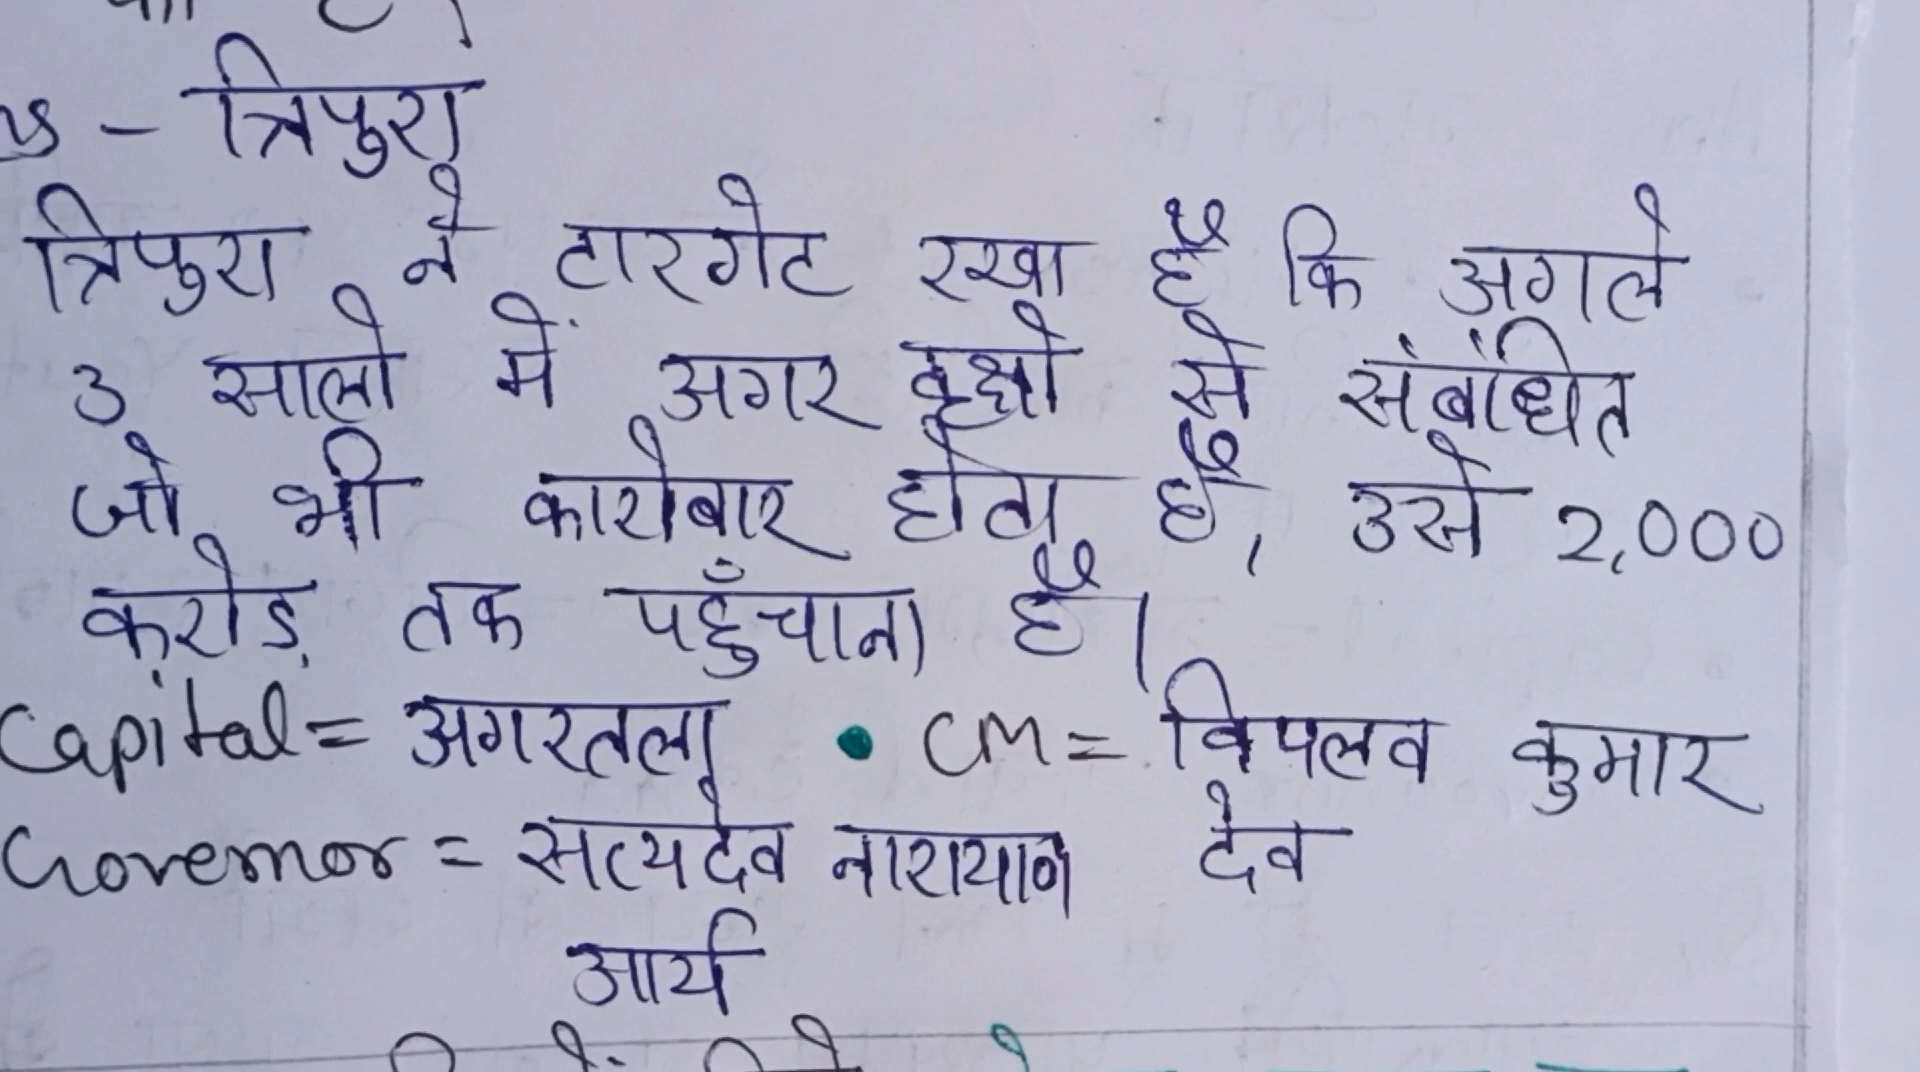 - त्रिपुरा
त्रिपुरा ने टारगेट रखा है कि अगले
3 सालो में अगर वृक्षो से संबंधित
जो भी कारोबार होता है, उसे 2,000
करोड़ तक पहुँचाना है।
Capital = अगरतला • CM = विपलव कुमार
Governor = सत्यदेव नारायण देव
आर्य